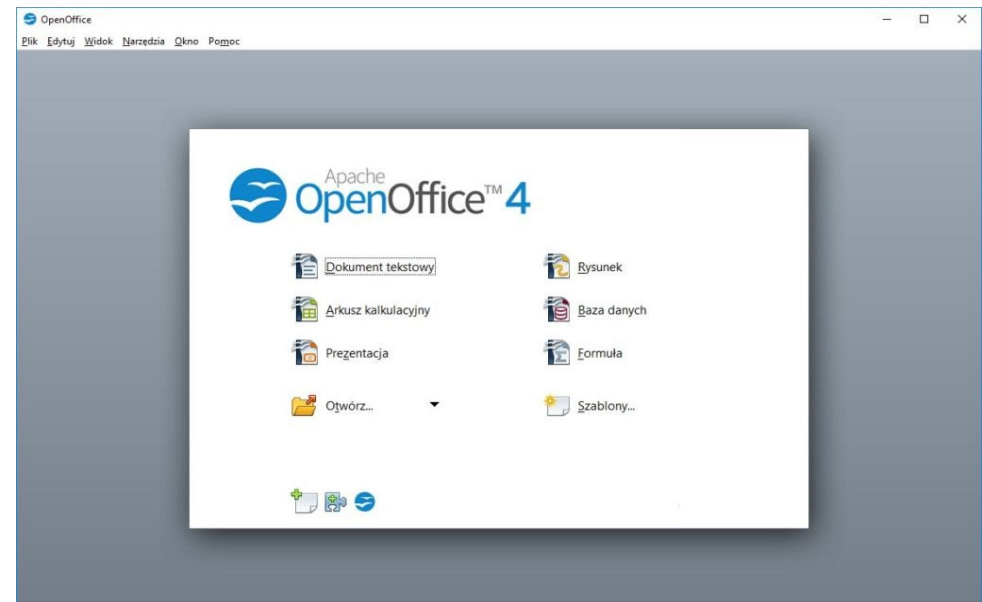 OpenOffice
Plik Edytuj Widok Narzędzia Okno Pomoc
Apache
OpenOffice™ 4
Dokument tekstowy
Rysunek
Arkusz kalkulacyjny
Baza danych
Prezentacja
Formuła
Otwórz...
Szablony...